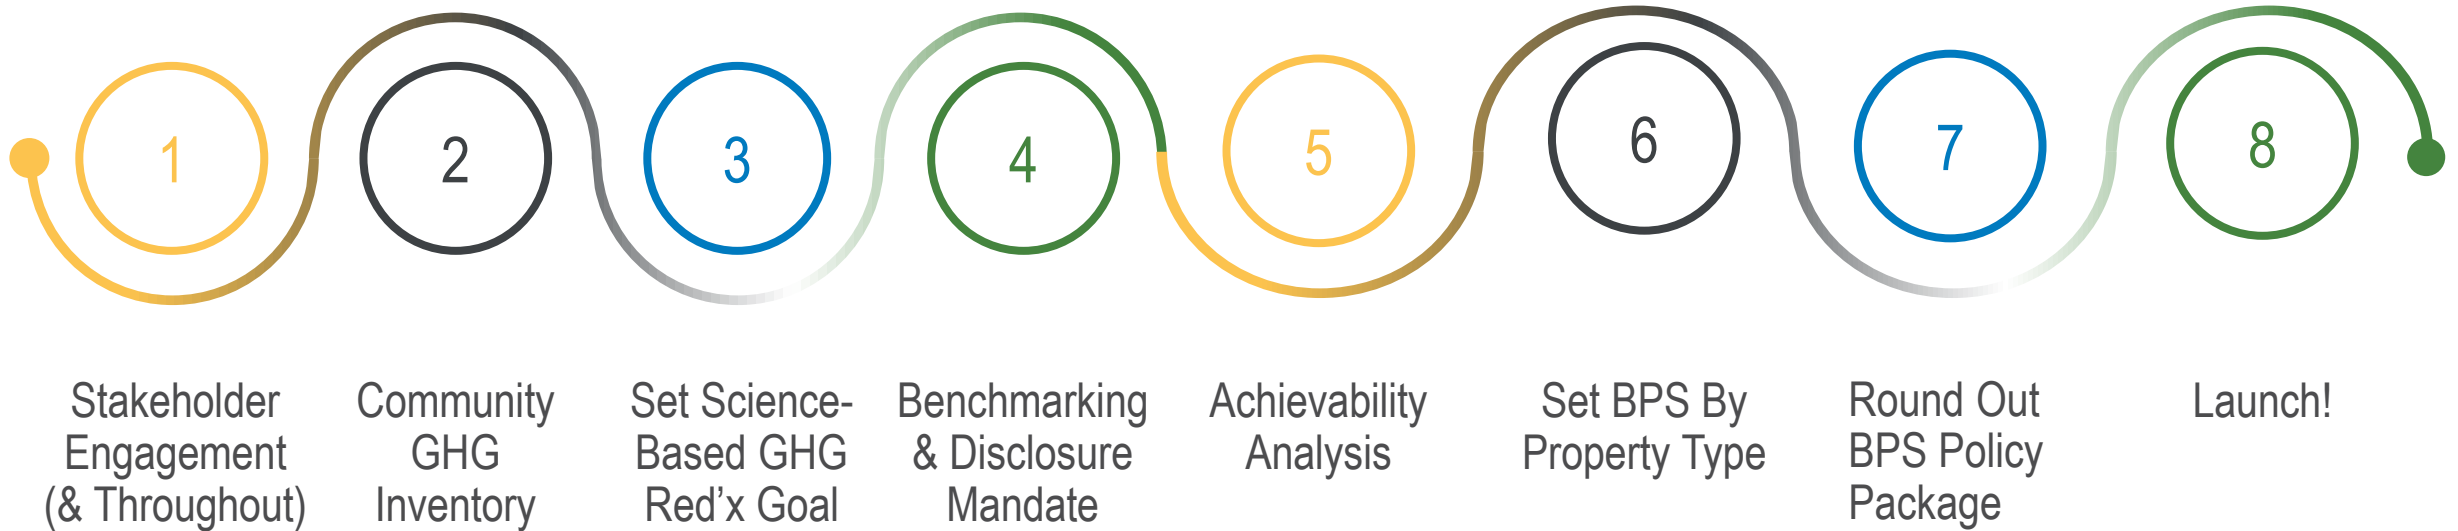 1
Stakeholder
Engagement
(& Throughout)
2
Community
GHG
Inventory
3
Set Science-
Based GHG
Red’x Goal
4
Benchmarking
& Disclosure
Mandate
5
Achievability
Analysis
6
Set BPS By
Property Type
7
Round Out
BPS Policy
Package
8
Launch!